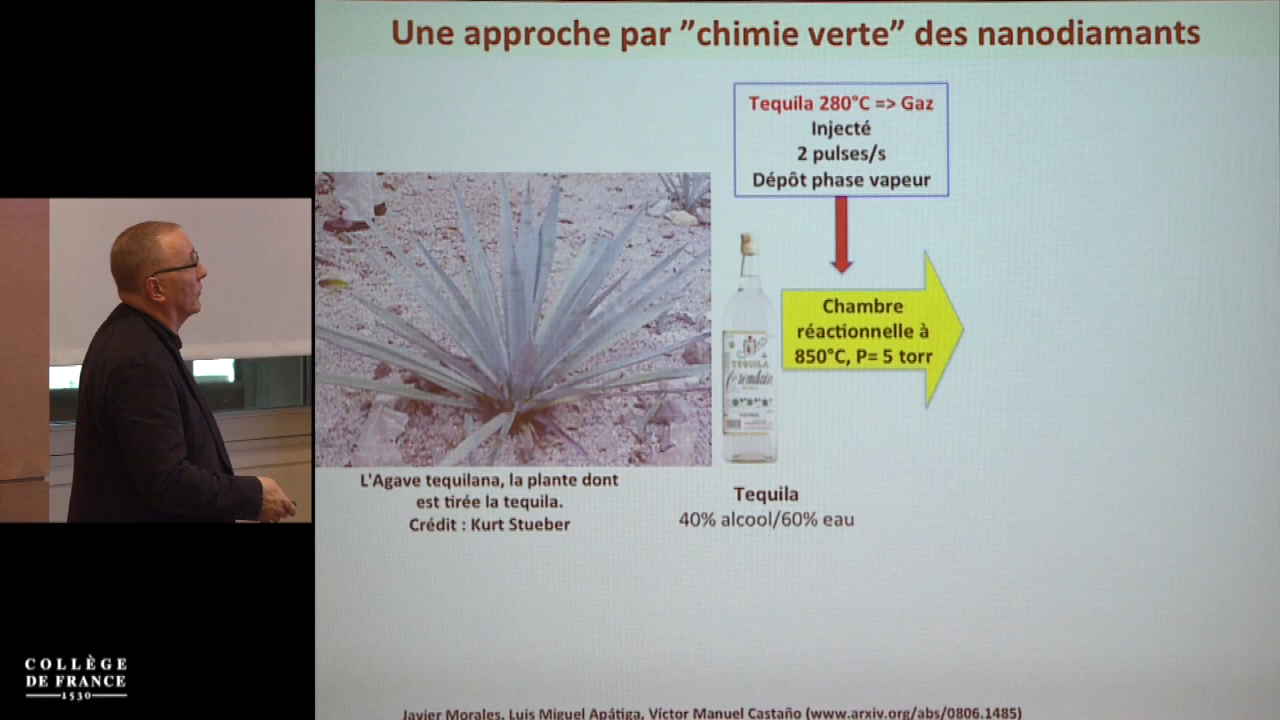 Une approche par ”chimie verte” des nanodiamants
Tequila 280°C => Gaz
Injecté
2 pulses/s
Dépôt phase vapeur
Chambre
réactionnelle à
850°C, P= 5 torr
TEQUILA
L'Agave tequilana, la plante dont
est tirée la tequila.
Crédit : Kurt Stueber
Tequila
40% alcool/60% eau
COLLÈGE
DE FRANCE
1530
Javier Morales, Luis Miguel Apátiga, Víctor Manuel Castaño (www.arxiv.org/abs/0806.1485)